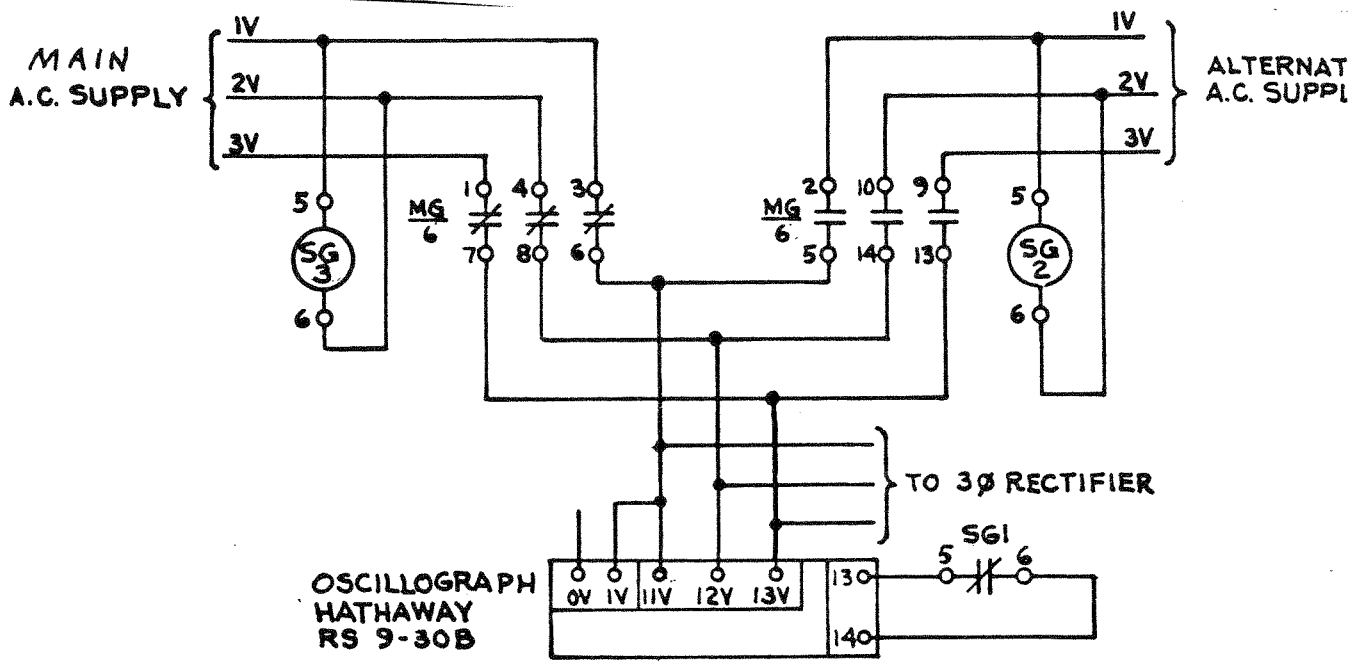 1V
MAIN
A.C. SUPPLY
2V
3V
1V
ALTERNAT
A.C. SUPPL
2V
3V
5
1
4
3
2
10
9
5
MG
6
MG
6
SG
3
SG
2
7
8
6
5
14
13
6
6
TO 3Ø RECTIFIER
SG1
5
6
OSCILLOGRAPH
HATHAWAY
RS 9-30B
0V 1V 11V 12V 13V
13
14